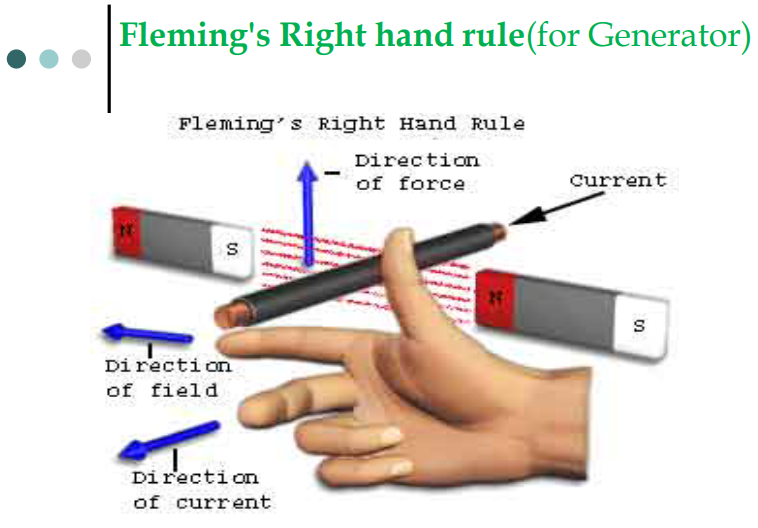 Fleming's Right hand rule(for Generator)
Fleming's Right Hand Rule
Direction
of force
Current
N
S
N
S
Direction
of field
Direction
of current